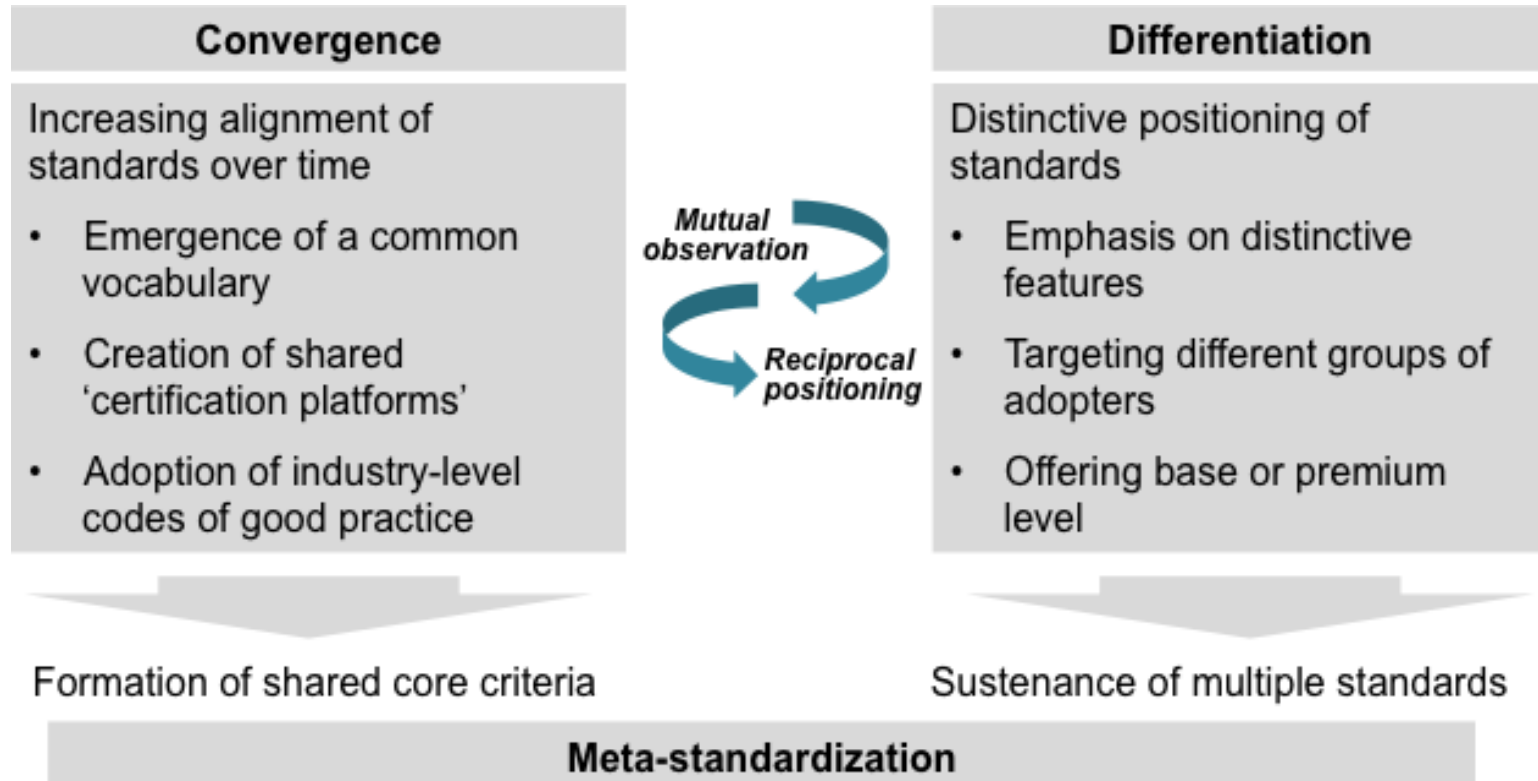 Convergence
Increasing alignment of
standards over time
• Emergence of a common
vocabulary
• Creation of shared
‘certification platforms’
• Adoption of industry-level
codes of good practice
Mutual
observation
Reciprocal
positioning
Differentiation
Distinctive positioning of
standards
• Emphasis on distinctive
features
• Targeting different groups of
adopters
• Offering base or premium
level
Formation of shared core criteria
Sustenance of multiple standards
Meta-standardization